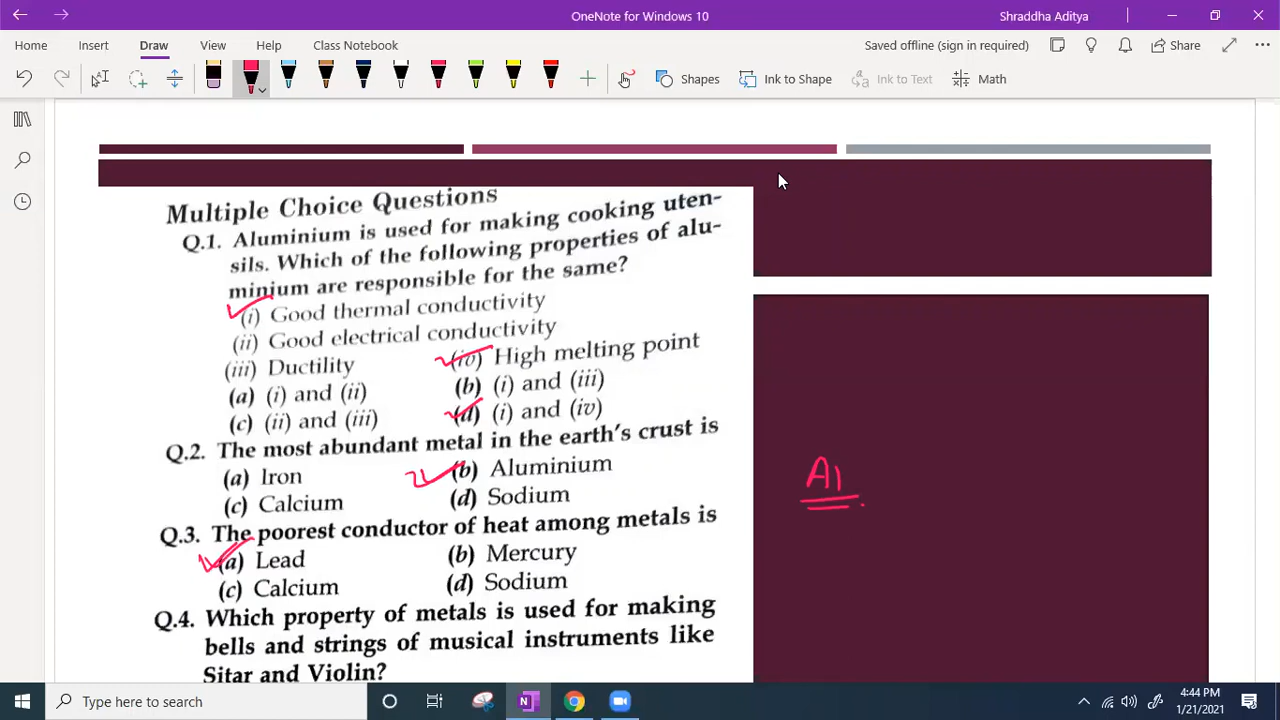 OneNote for Windows 10
Shraddha Aditya
Home Insert Draw View Help Class Notebook
Saved offline (sign in required)
Share
Shapes
Ink to Shape
Ink to Text
Math
Multiple Choice Questions
Q.1. Aluminium is used for making cooking uten-
sils. Which of the following properties of alu-
minium are responsible for the same?
(i) Good thermal conductivity
(ii) Good electrical conductivity
(iii) Ductility (iv) High melting point
(a) (i) and (ii) (b) (i) and (iii)
(c) (ii) and (iii) (d) (i) and (iv)
Q.2. The most abundant metal in the earth's crust is
(a) Iron (b) Aluminium
(c) Calcium (d) Sodium
Al
Q.3. The poorest conductor of heat among metals is
(a) Lead (b) Mercury
(c) Calcium (d) Sodium
Q.4. Which property of metals is used for making
bells and strings of musical instruments like
Sitar and Violin?
Type here to search
4:44 PM
1/21/2021